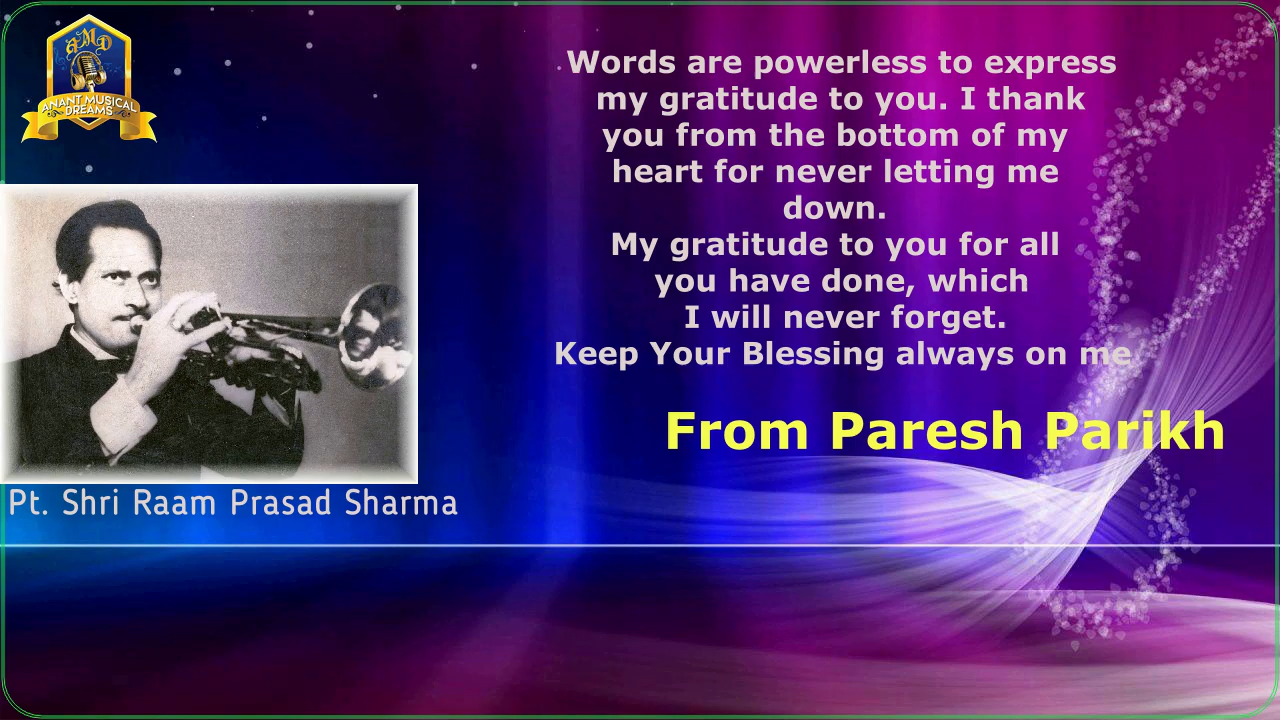 AMD
ANANT MUSICAL
DREAMS
Words are powerless to express
my gratitude to you. I thank
you from the bottom of my
heart for never letting me
down.
My gratitude to you for all
you have done, which
I will never forget.
Keep Your Blessing always on me
From Paresh Parikh
Pt. Shri Raam Prasad Sharma